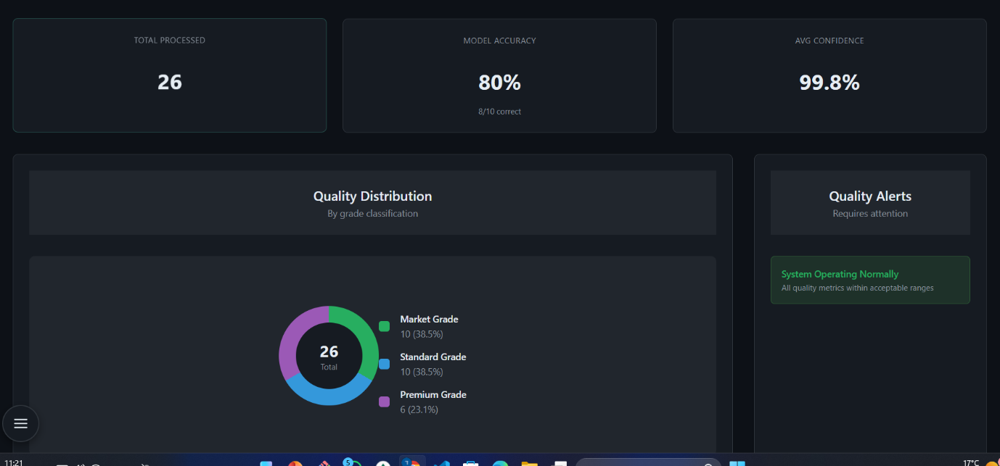 TOTAL PROCESSED
26
MODEL ACCURACY
80%
8/10 correct
AVG CONFIDENCE
99.8%
Quality Distribution
By grade classification
26
Total
Market Grade
10 (38.5%)
Standard Grade
10 (38.5%)
Premium Grade
6 (23.1%)
Quality Alerts
Requires attention
System Operating Normally
All quality metrics within acceptable ranges
11:21
5
17°C